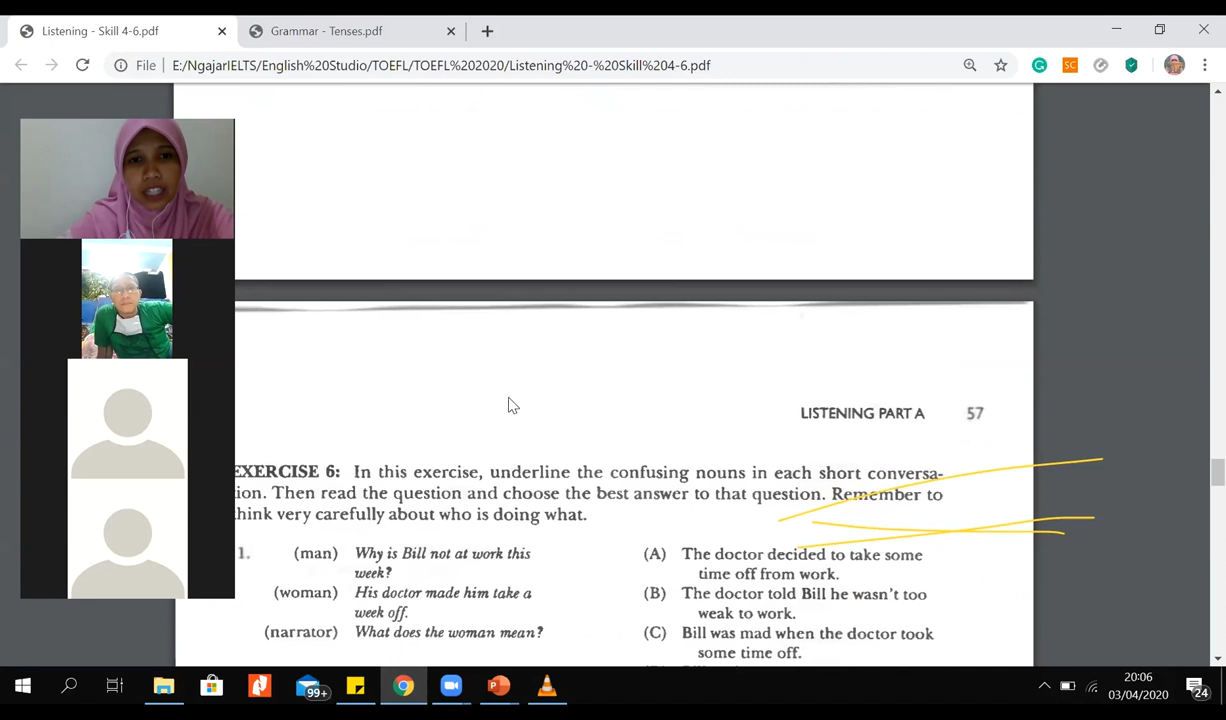 Listening - Skill 4-6.pdf
Grammar - Tenses.pdf
File
E:/NgajarIELTS/English%20Studio/TOEFL/TOEFL%202020/Listening%20-%20Skill%204-6.pdf
SC
LISTENING PART A 57
EXERCISE 6: In this exercise, underline the confusing nouns in each short conversa-
tion. Then read the question and choose the best answer to that question. Remember to
think very carefully about who is doing what.
1. (man) Why is Bill not at work this
week?
(woman) His doctor made him take a
week off.
(narrator) What does the woman mean?
(A) The doctor decided to take some
time off from work.
(B) The doctor told Bill he wasn't too
weak to work.
(C) Bill was mad when the doctor took
some time off.
99+
20:06
03/04/2020
24